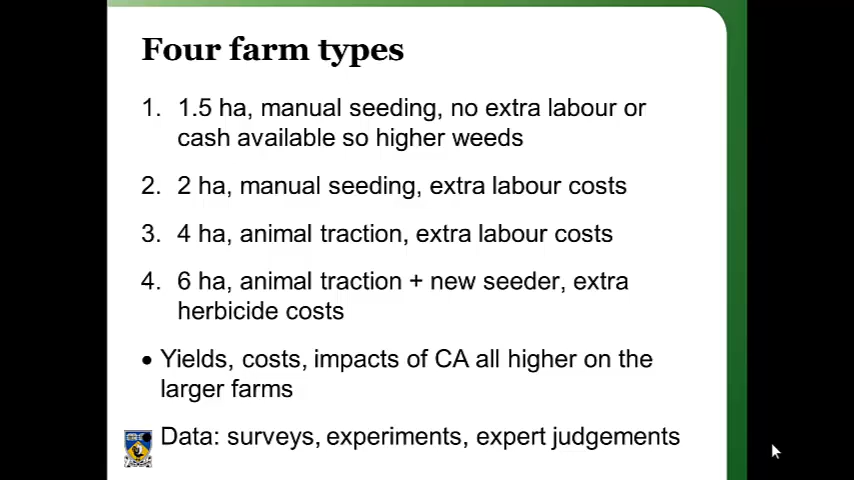 Four farm types
1. 1.5 ha, manual seeding, no extra labour or
cash available so higher weeds
2. 2 ha, manual seeding, extra labour costs
3. 4 ha, animal traction, extra labour costs
4. 6 ha, animal traction + new seeder, extra
herbicide costs
• Yields, costs, impacts of CA all higher on the
larger farms
Data: surveys, experiments, expert judgements